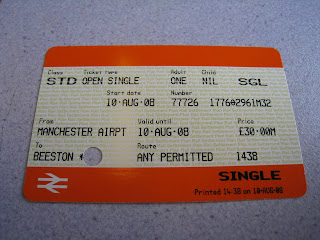 Class Ticket type Adult Child
STD OPEN SINGLE ONE NIL SGL
Start date Number
10·AUG·08 77726 1776#2961M32
From Valid until Price
MANCHESTER AIRPT 10·AUG·08 £30·00M
To Route
BEESTON * ANY PERMITTED 1438
SINGLE
Printed 14·38 on 10·AUG·08